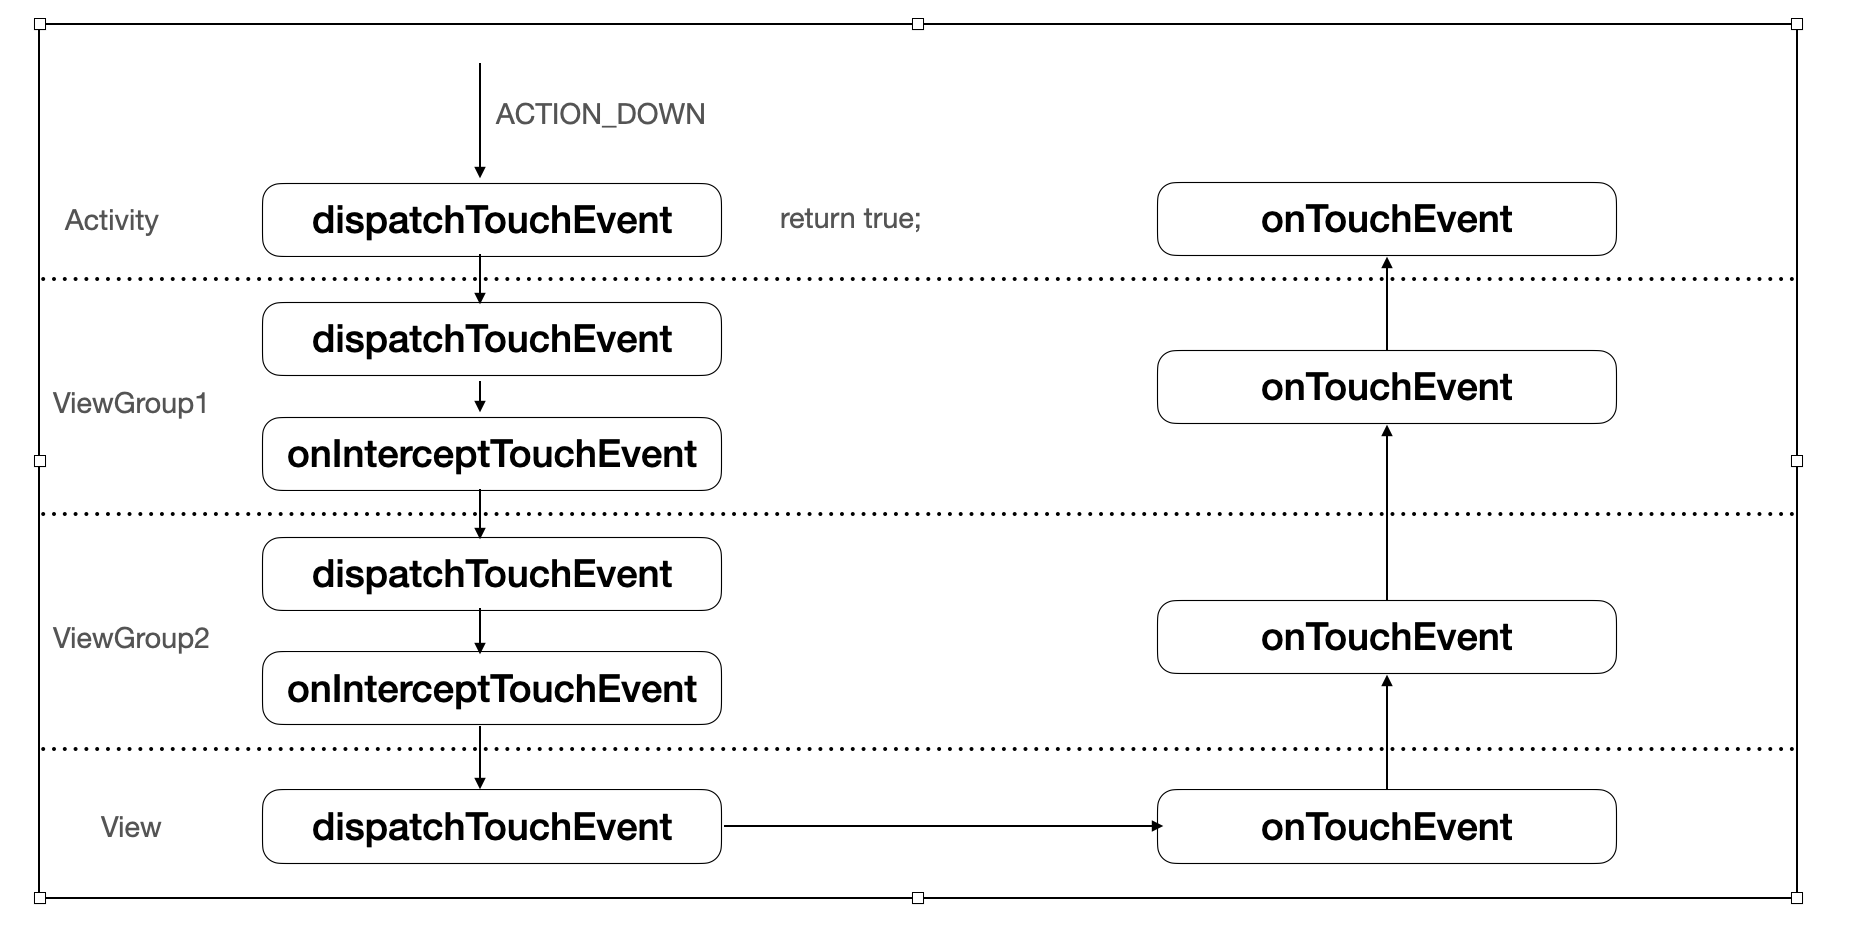 ACTION_DOWN
Activity
dispatchTouchEvent
return true;
onTouchEvent
dispatchTouchEvent
ViewGroup1
onTouchEvent
onInterceptTouchEvent
dispatchTouchEvent
ViewGroup2
onTouchEvent
onInterceptTouchEvent
View
dispatchTouchEvent
onTouchEvent